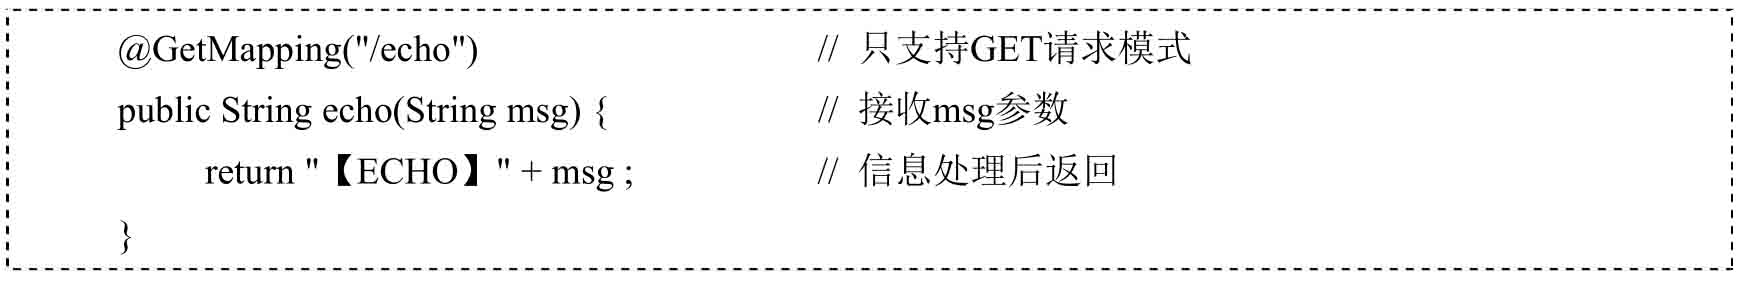 @GetMapping("/echo") // 只支持GET请求模式
public String echo(String msg) { // 接收msg参数
return "【ECHO】" + msg ; // 信息处理后返回
}